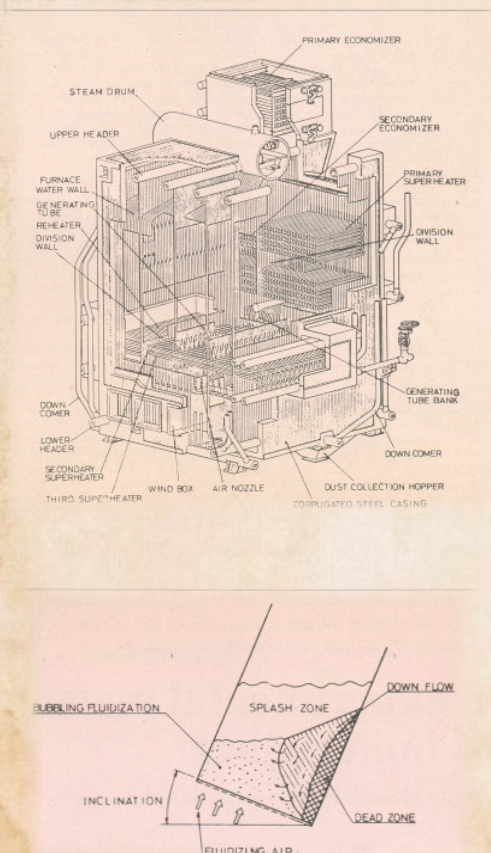 PRIMARY ECONOMIZER
STEAM DRUM
SECONDARY
ECONOMIZER
UPPER HEADER
PRIMARY
SUPERHEATER
FURNACE
WATER WALL
GENERATING
TUBE
REHEATER
DIVISION
WALL
DIVISION
WALL
GENERATING
TUBE BANK
DOWN
COMER
LOWER
HEADER
DOWN COMER
SECONDARY
SUPERHEATER
WIND BOX
AIR NOZZLE
DUST COLLECTION HOPPER
THIRD SUPERHEATER
CORRUGATED STEEL CASING
DOWN FLOW
BUBBLING FLUIDIZATION
SPLASH ZONE
INCLINATION
DEAD ZONE
FLUIDIZING AIR